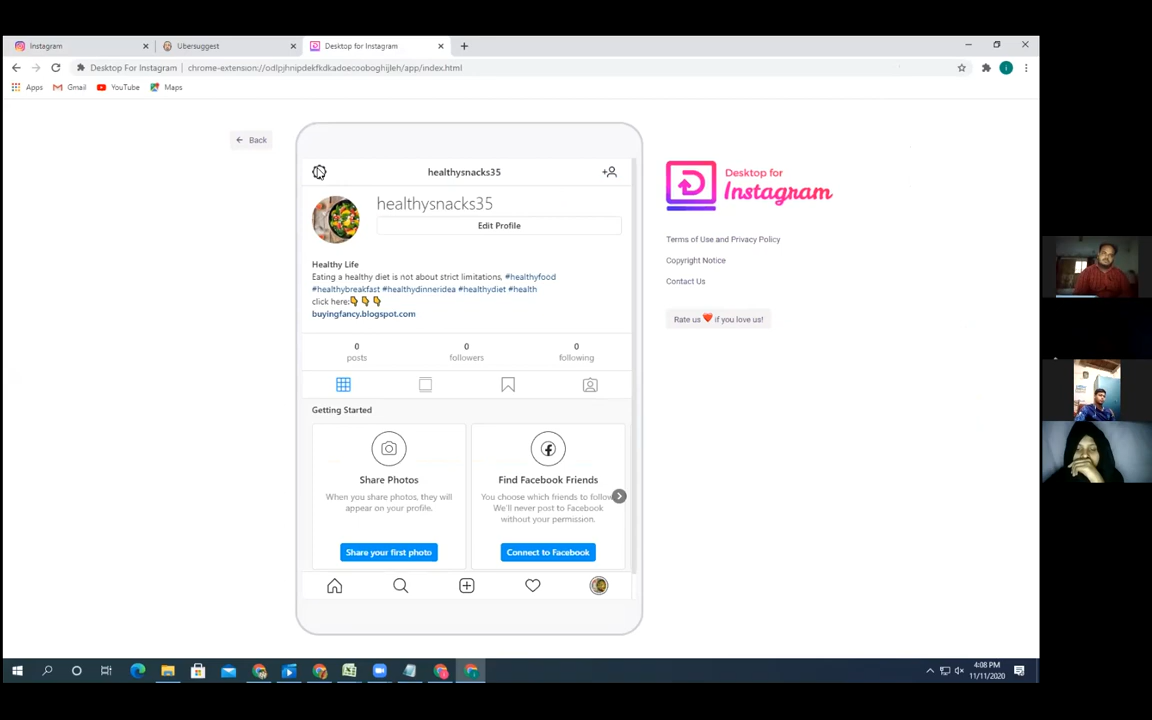 Instagram
Ubersuggest
Desktop for Instagram
Desktop For Instagram | chrome-extension://odlpjhnipdekfkdkadoecooboghijleh/app/index.html
Apps Gmail YouTube Maps
Back
healthysnacks35
healthysnacks35
Edit Profile
Healthy Life
Eating a healthy diet is not about strict limitations, #healthyfood
#healthybreakfast #healthydinneridea #healthydiet #health
click here:👇👇👇
buyingfancy.blogspot.com
0 0 0
posts followers following
Getting Started
Share Photos
When you share photos, they will
appear on your profile.
Share your first photo
Find Facebook Friends
You choose which friends to follow.
We'll never post to Facebook
without your permission.
Connect to Facebook
Desktop for
Instagram
Terms of Use and Privacy Policy
Copyright Notice
Contact Us
Rate us ❤️ if you love us!
4:08 PM
11/11/2020